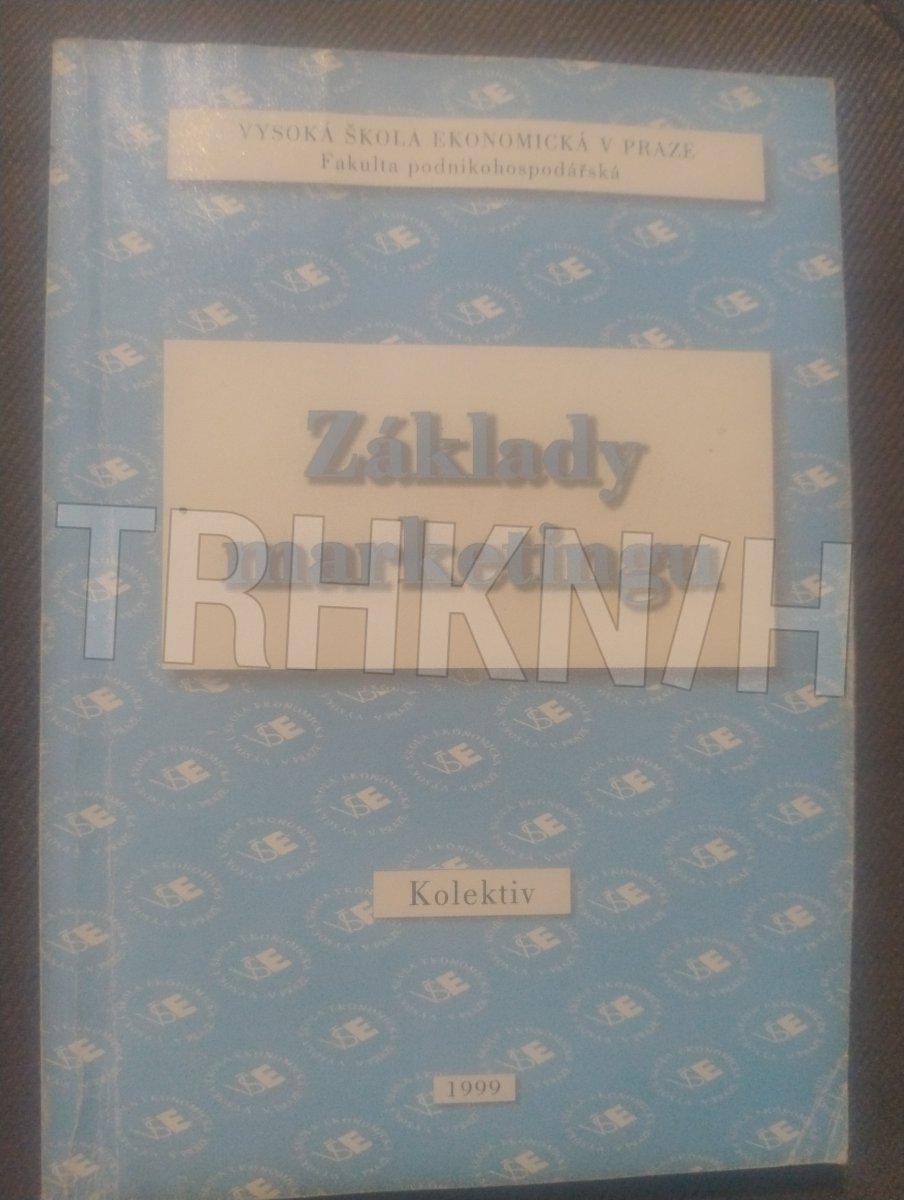 VYSOKÁ ŠKOLA EKONOMICKÁ V PRAZE
Fakulta podnikohospodářská
Základy
marketingu
TRHKNIH
Kolektiv
1999